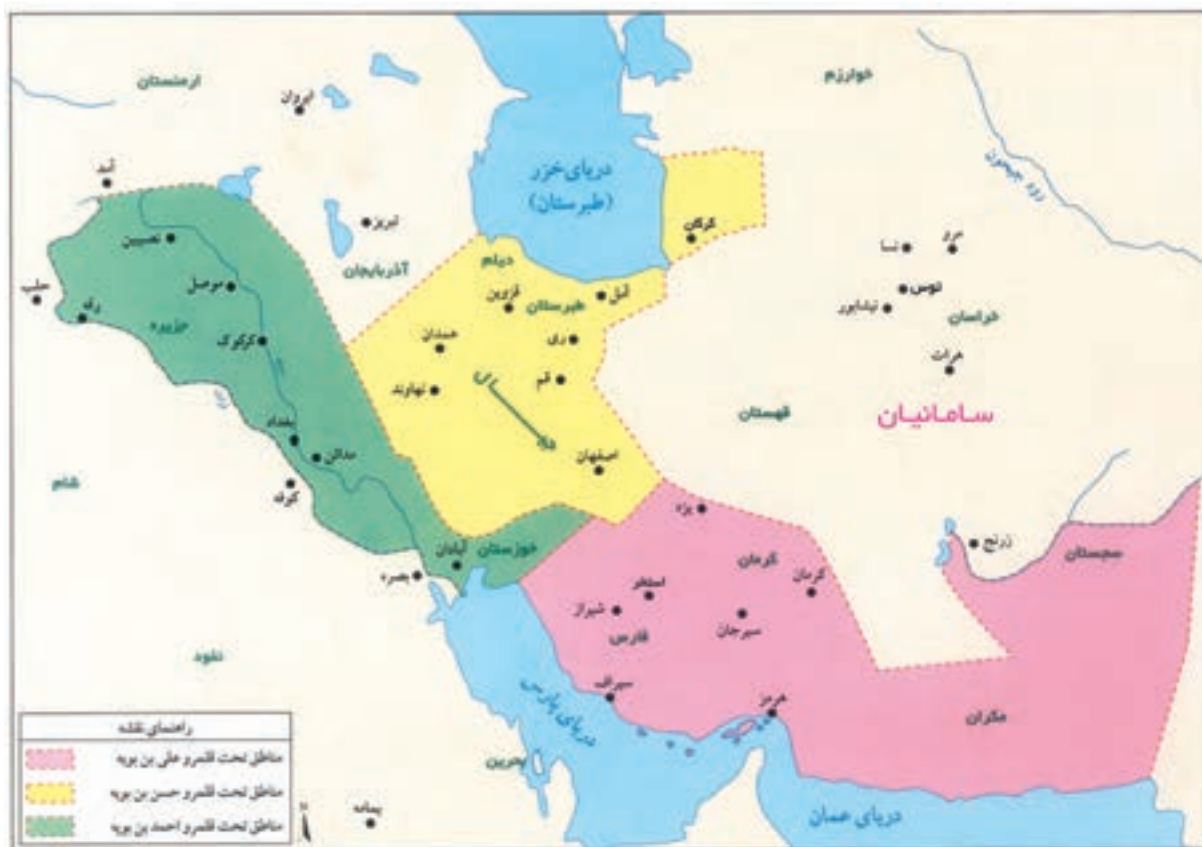 ارمنستان
ایروان
خوارزم
رود جیحون
آمد
دریای خزر
(طبرستان)
گرگان
تبریز
نصیبین
آذربایجان
دیلم
نسا
مرو
حلب
رقه
موصل
جزیره
قزوین
طبرستان
آمل
توس
نیشابور
خراسان
کرکوک
همدان
ری
هرات
نهاوند
قم
قهستان
سامانیان
بغداد
مدائن
اصفهان
شام
کوفه
یزد
خوزستان
آبادان
بصره
زرنج
سجستان
کرمان
کرمان
استخر
شیراز
سیرجان
فارس
نفود
سیراف
هرمز
مکران
دریای پارس
بحرین
یمامه
دریای عمان
راهنمای نقشه
مناطق تحت قلمرو علی بن بویه
مناطق تحت قلمرو حسن بن بویه
مناطق تحت قلمرو احمد بن بویه